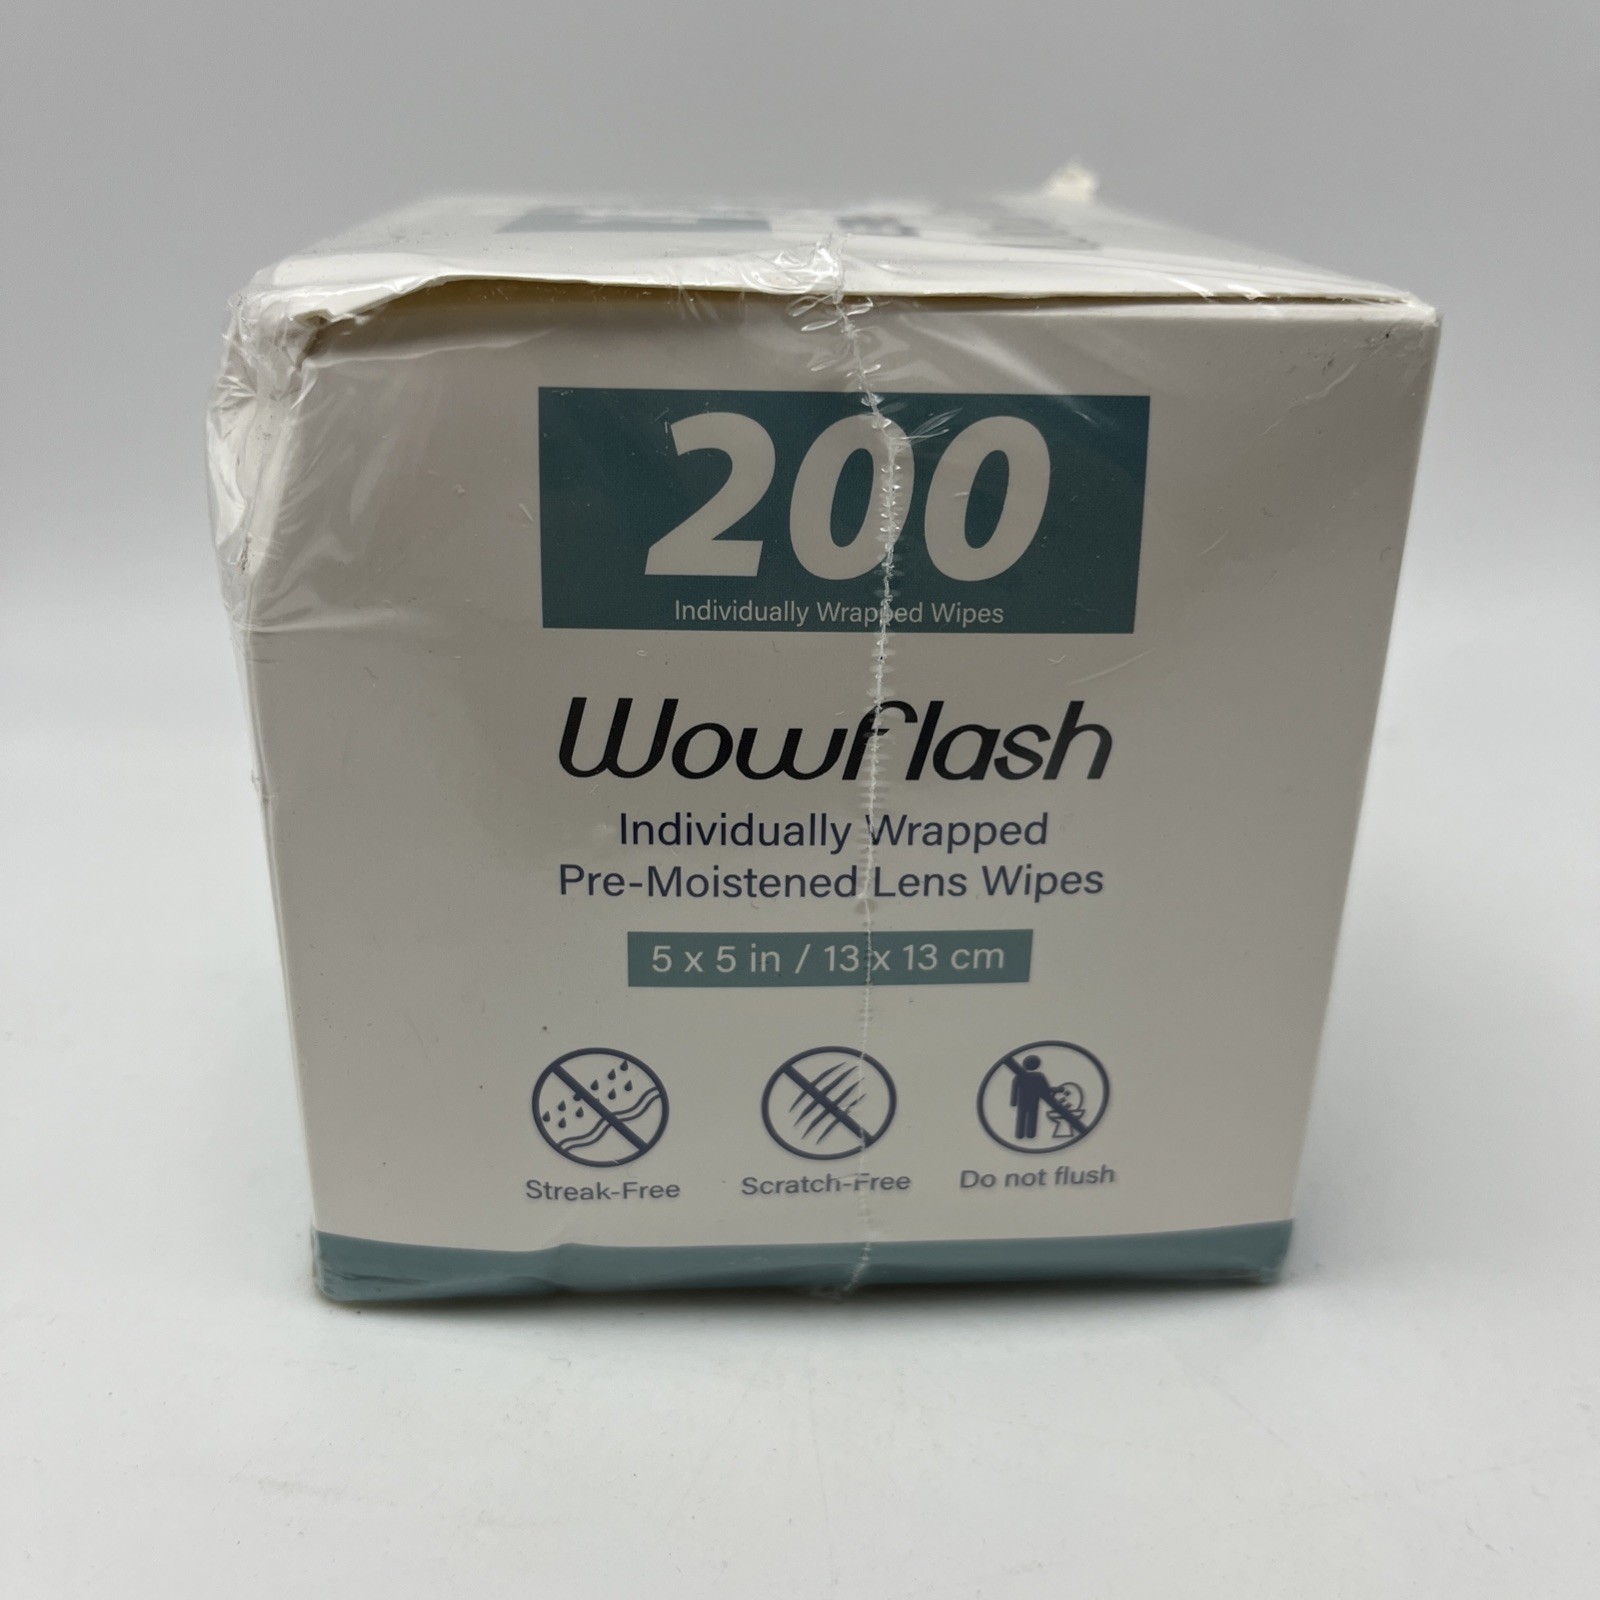 200
Individually Wrapped Wipes
Wowflash
Individually Wrapped
Pre-Moistened Lens Wipes
5 x 5 in / 13 x 13 cm
Streak-Free
Scratch-Free
Do not flush